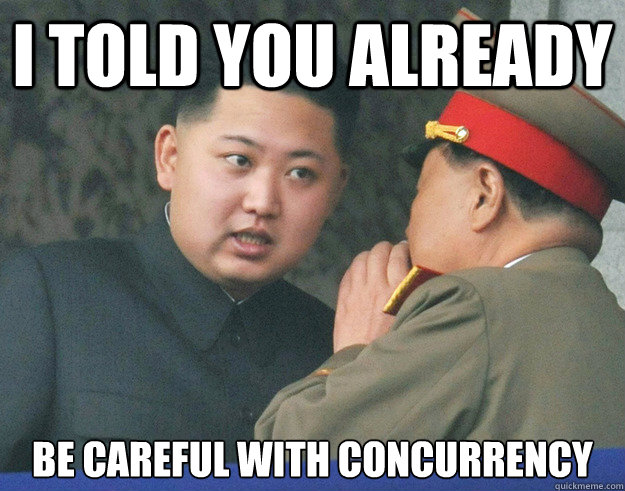 I TOLD YOU ALREADY
BE CAREFUL WITH CONCURRENCY
quickmeme.com